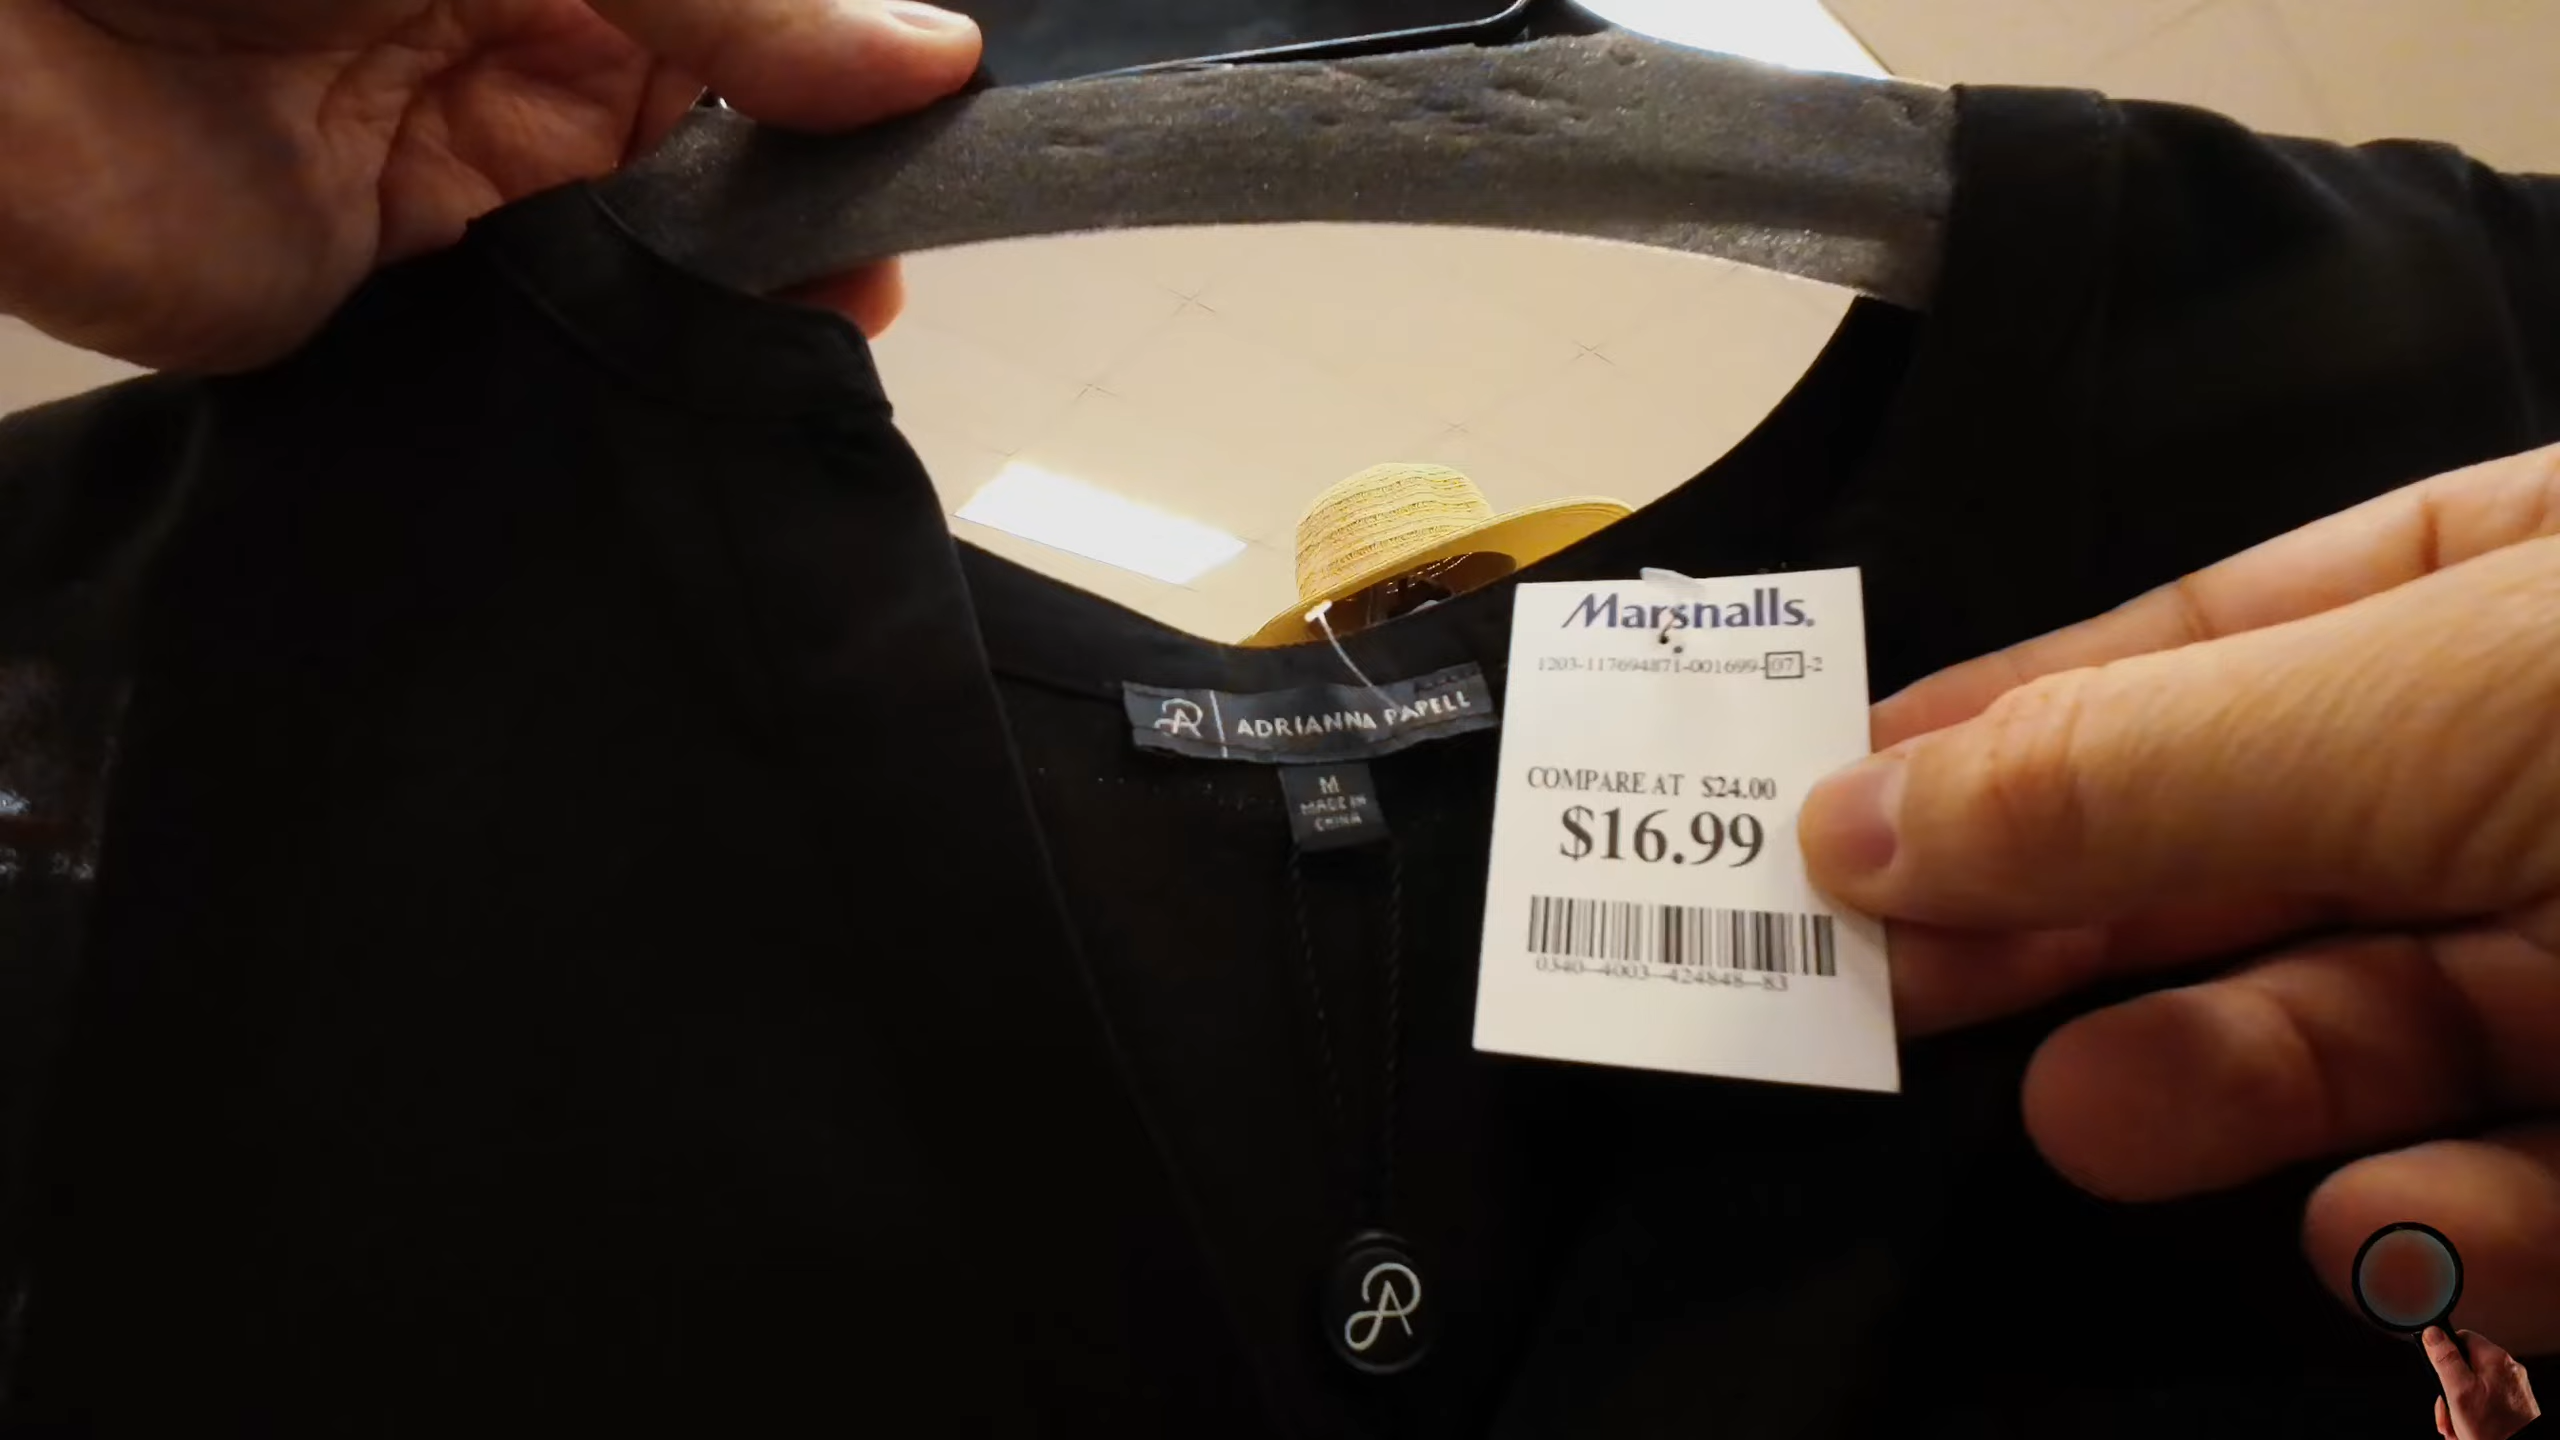 Marshalls.
1203-117694871-001699-07-2
COMPARE AT $24.00
$16.99
0340-4003-424848-83
A ADRIANNA PAPELL
M
MADE IN
CHINA
A